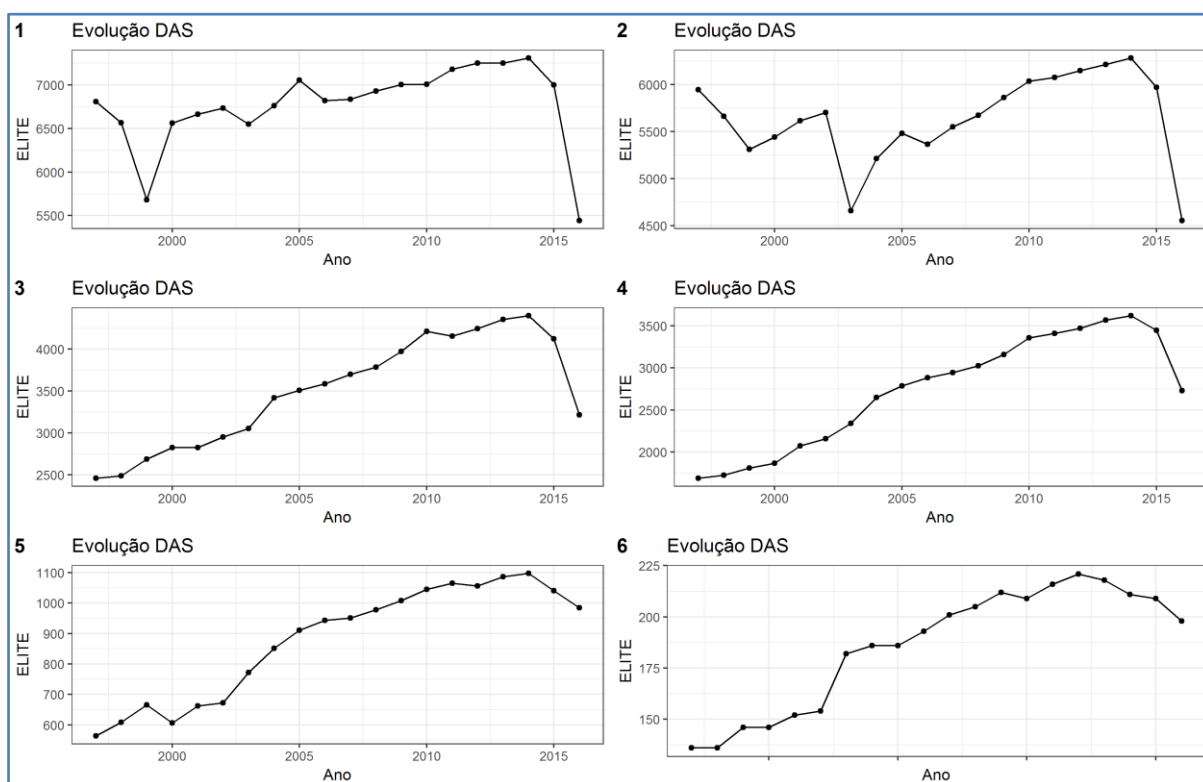 1 Evolução DAS
ELITE
7000
6500
6000
5500
2000 2005 2010 2015
Ano
2 Evolução DAS
ELITE
6000
5500
5000
4500
2000 2005 2010 2015
Ano
3 Evolução DAS
ELITE
4000
3500
3000
2500
2000 2005 2010 2015
Ano
4 Evolução DAS
ELITE
3500
3000
2500
2000
2000 2005 2010 2015
Ano
5 Evolução DAS
ELITE
1100
1000
900
800
700
600
2000 2005 2010 2015
Ano
6 Evolução DAS
ELITE
225
200
175
150
Ano